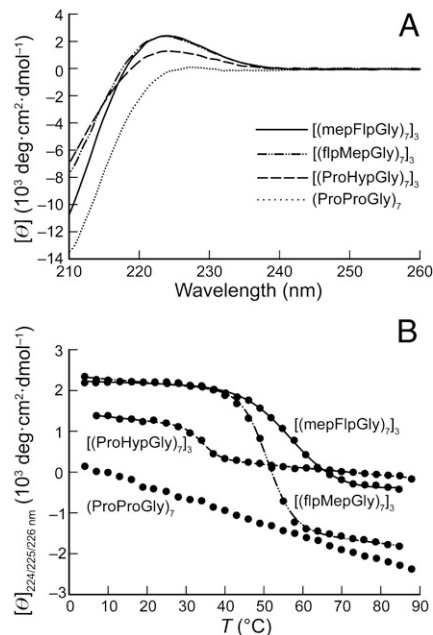 A
4
2
0
−2
−4
−6
−8
−10
−12
−14
210 220 230 240 250 260
[Θ] (10³ deg·cm²·dmol⁻¹)
Wavelength (nm)
[(mepFlpGly)₇]₃
[(flpMepGly)₇]₃
[(ProHypGly)₇]₃
(ProProGly)₇
B
3
2
1
0
−1
−2
−3
0 10 20 30 40 50 60 70 80 90
[Θ]224/225/226 nm (10³ deg·cm²·dmol⁻¹)
T (°C)
[(mepFlpGly)₇]₃
[(ProHypGly)₇]₃
[(flpMepGly)₇]₃
(ProProGly)₇